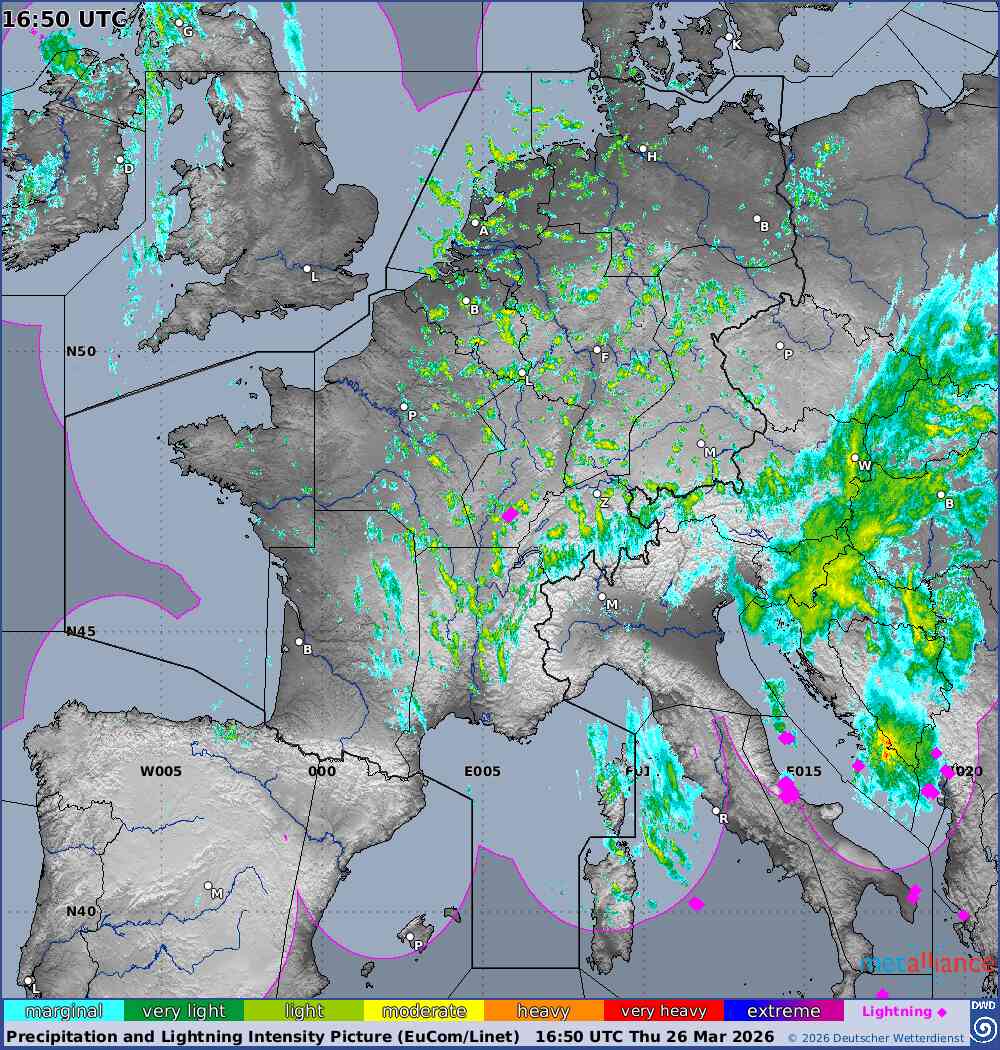 16:50 UTC
G
K
D
H
A
B
L
B
N50
F
P
L
P
M
W
Z
B
M
N45
B
W005
000
E005
E015
020
R
M
N40
P
metalliance
L
marginal very light light moderate heavy very heavy extreme Lightning
DWD
Precipitation and Lightning Intensity Picture (EuCom/Linet) 16:50 UTC Thu 26 Mar 2026 © 2026 Deutscher Wetterdienst